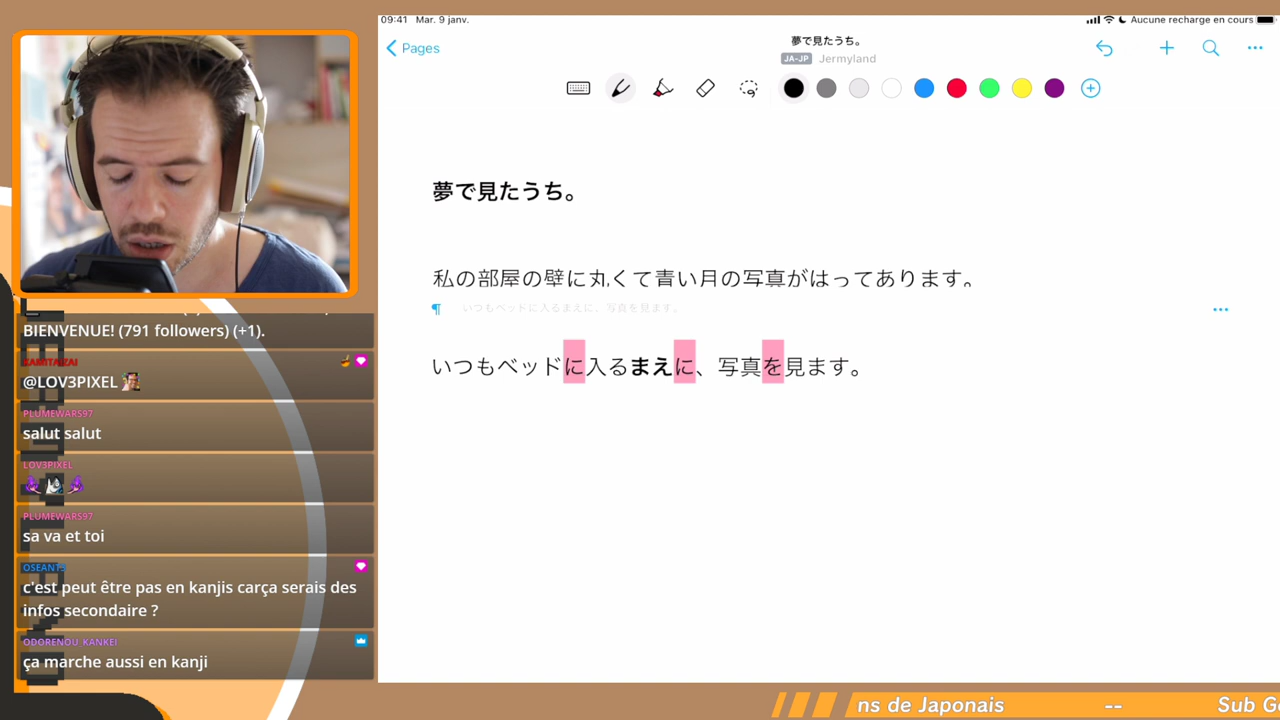 09:41 Mar. 9 janv.
Aucune recharge en cours
Pages
夢で見たうち。
JA-JP Jermyland
夢で見たうち。
私の部屋の壁に丸くて青い月の写真がはってあります。
いつもベッドに入るまえに、写真を見ます。
いつもベッドに入るまえに、写真を見ます。
BIENVENUE! (791 followers) (+1).
@LOV3PIXEL
PLUMEWARS97
salut salut
LOV3PIXEL
PLUMEWARS97
sa va et toi
c'est peut être pas en kanjis carça serais des
infos secondaire ?
ODORENOU_KANKEI
ça marche aussi en kanji
ns de Japonais -- Sub G